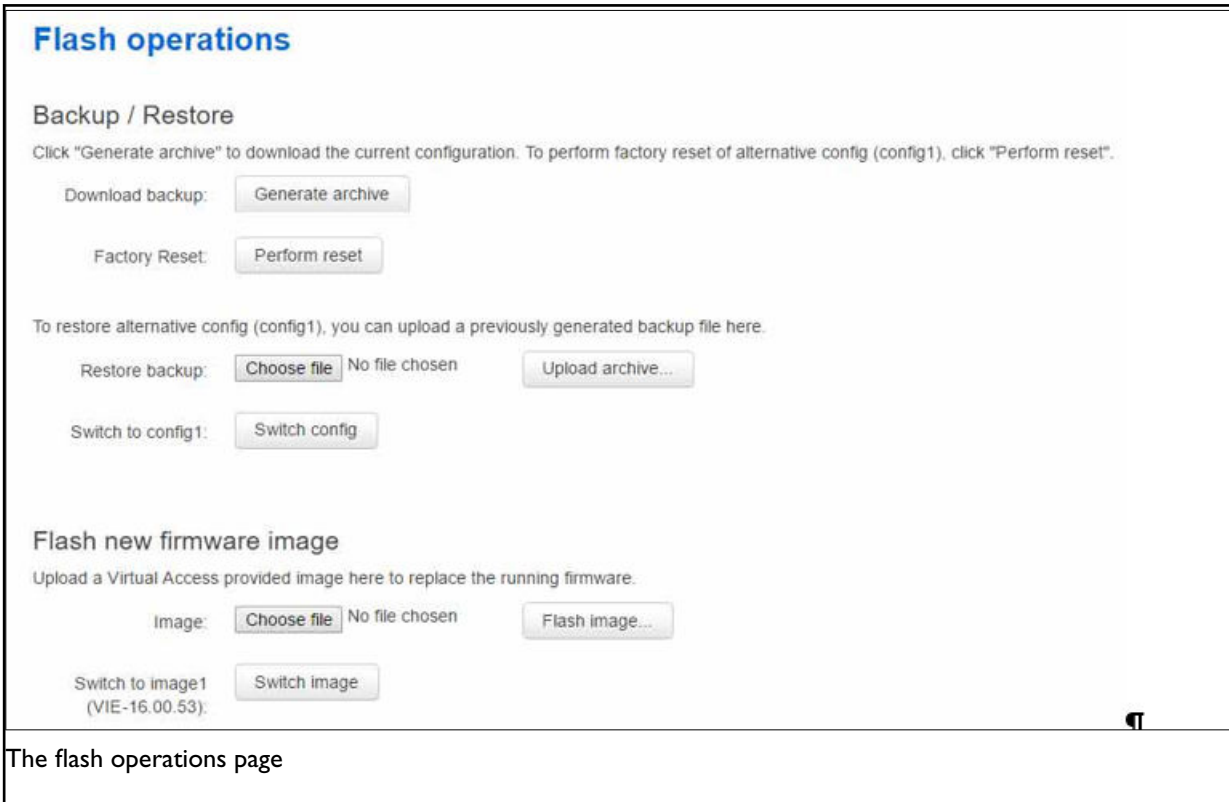 Flash operations
Backup / Restore
Click "Generate archive" to download the current configuration. To perform factory reset of alternative config (config1), click "Perform reset".
Download backup: Generate archive
Factory Reset: Perform reset
To restore alternative config (config1), you can upload a previously generated backup file here.
Restore backup: Choose file No file chosen Upload archive...
Switch to config1: Switch config
Flash new firmware image
Upload a Virtual Access provided image here to replace the running firmware.
Image: Choose file No file chosen Flash image...
Switch to image1 Switch image
(VIE-16.00.53):
¶
The flash operations page